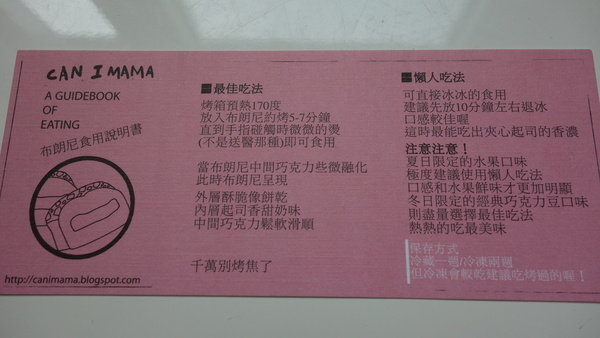 CAN I MAMA
A GUIDEBOOK
OF
EATING
布朗尼食用說明書
http://canimama.blogspot.com
■最佳吃法
烤箱預熱170度
放入布朗尼約烤5-7分鐘
直到手指碰觸時微微的燙
(不是送醫那種)即可食用
當布朗尼中間巧克力些微融化
此時布朗尼呈現
外層酥脆像餅乾
內層起司香甜奶味
中間巧克力鬆軟滑順
千萬別烤焦了
■懶人吃法
可直接冰冰的食用
建議先放10分鐘左右退冰
口感較佳喔
這時最能吃出夾心起司的香濃
注意注意！
夏日限定的水果口味
極度建議使用懶人吃法
口感和水果鮮味才更加明顯
冬日限定的經典巧克力豆口味
則盡量選擇最佳吃法
熱熱的吃最美味
保存方式
冷藏一週/冷凍兩週
但冷凍會較乾建議吃烤過的喔！